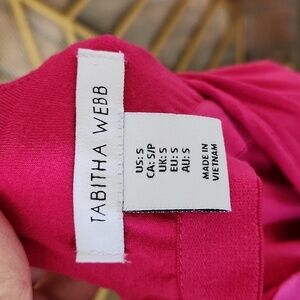 TABITHA WEBB
US: S
CA: S/P
UK: S
EU: S
AU: S
MADE IN
VIETNAM